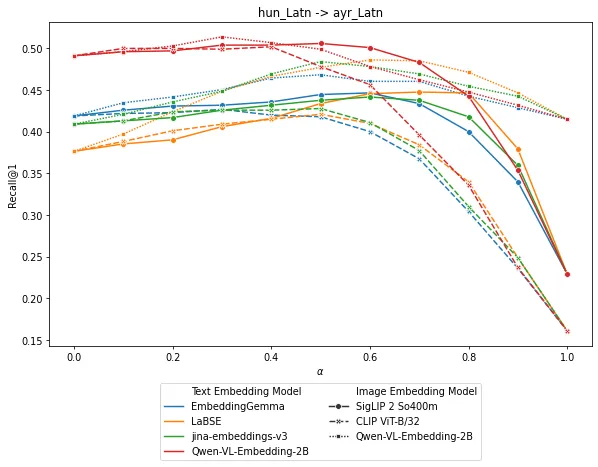 hun_Latn -> ayr_Latn
0.50
0.45
0.40
0.35
0.30
0.25
0.20
0.15
Recall@1
0.0 0.2 0.4 0.6 0.8 1.0
α
Text Embedding Model Image Embedding Model
EmbeddingGemma SigLIP 2 So400m
LaBSE CLIP ViT-B/32
jina-embeddings-v3 Qwen-VL-Embedding-2B
Qwen-VL-Embedding-2B